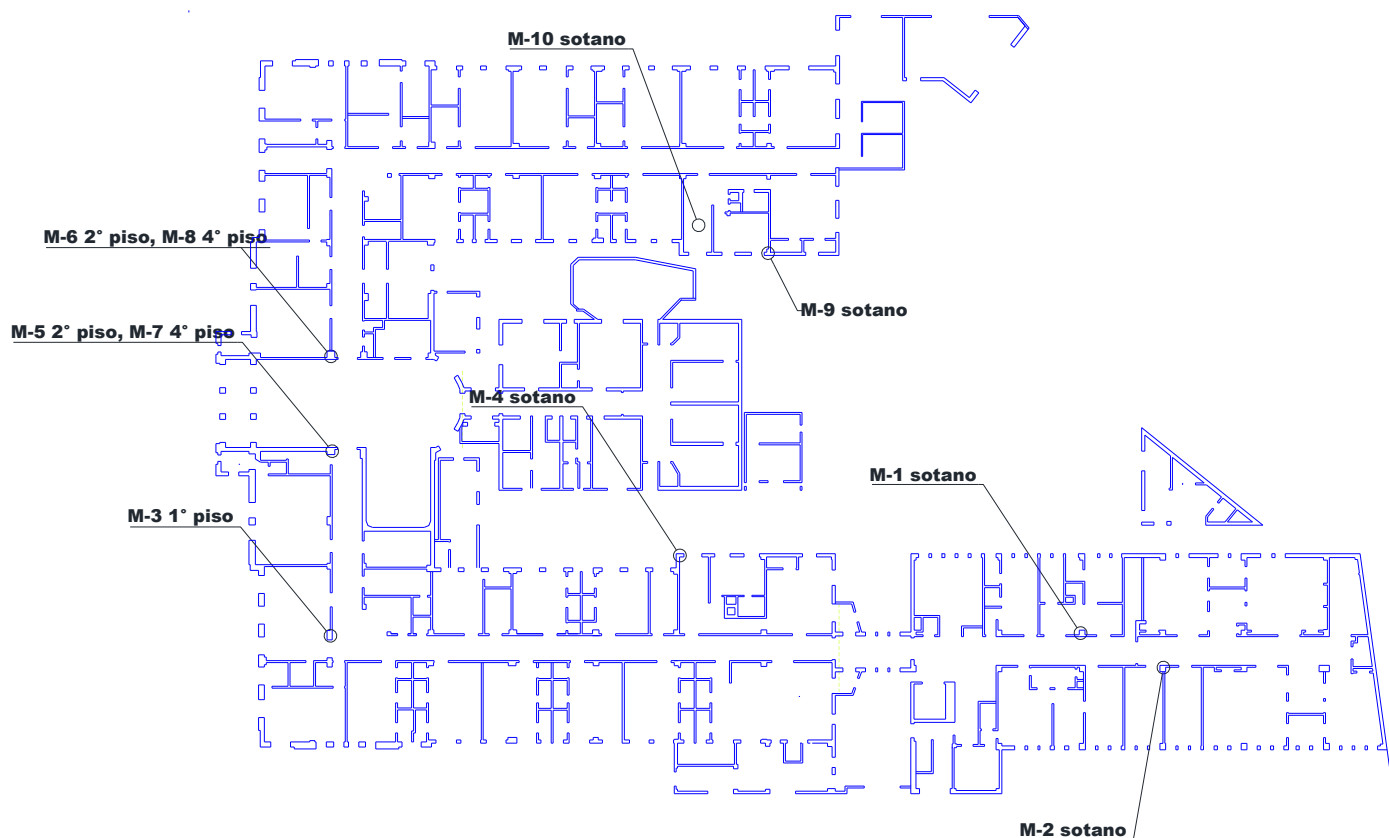 M-10 sotano
M-6 2° piso, M-8 4° piso
M-9 sotano
M-5 2° piso, M-7 4° piso
M-4 sotano
M-1 sotano
M-3 1° piso
M-2 sotano